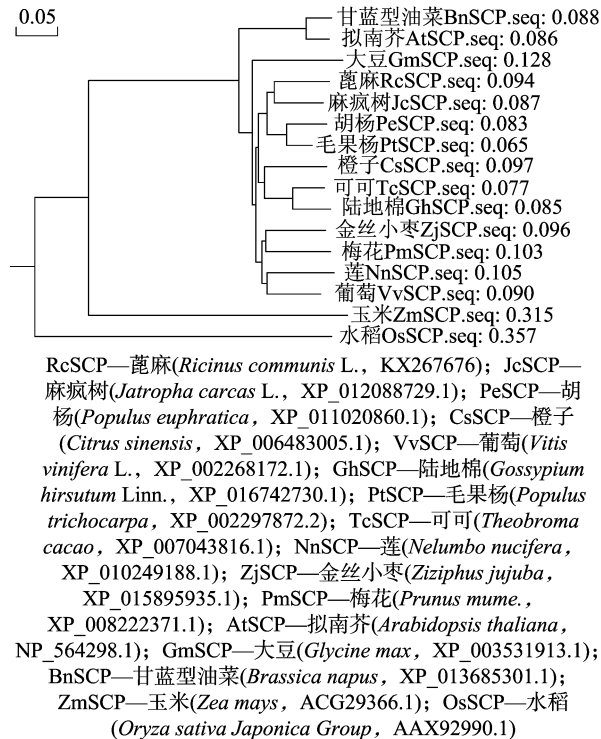 0.05
甘蓝型油菜BnSCP.seq: 0.088
拟南芥AtSCP.seq: 0.086
大豆GmSCP.seq: 0.128
蓖麻RcSCP.seq: 0.094
麻疯树JcSCP.seq: 0.087
胡杨PeSCP.seq: 0.083
毛果杨PtSCP.seq: 0.065
橙子CsSCP.seq: 0.097
可可TcSCP.seq: 0.077
陆地棉GhSCP.seq: 0.085
金丝小枣ZjSCP.seq: 0.096
梅花PmSCP.seq: 0.103
莲NnSCP.seq: 0.105
葡萄VvSCP.seq: 0.090
玉米ZmSCP.seq: 0.315
水稻OsSCP.seq: 0.357
RcSCP—蓖麻(Ricinus communis L.，KX267676)；JcSCP—
麻疯树(Jatropha carcas L.，XP_012088729.1)；PeSCP—胡
杨(Populus euphratica，XP_011020860.1)；CsSCP—橙子
(Citrus sinensis，XP_006483005.1)；VvSCP—葡萄(Vitis
vinifera L.，XP_002268172.1)；GhSCP—陆地棉(Gossypium
hirsutum Linn.，XP_016742730.1)；PtSCP—毛果杨(Populus
trichocarpa，XP_002297872.2)；TcSCP—可可(Theobroma
cacao，XP_007043816.1)；NnSCP—莲(Nelumbo nucifera，
XP_010249188.1)；ZjSCP—金丝小枣(Ziziphus jujuba，
XP_015895935.1)；PmSCP—梅花(Prunus mume.，
XP_008222371.1)；AtSCP—拟南芥(Arabidopsis thaliana，
NP_564298.1)；GmSCP—大豆(Glycine max，XP_003531913.1)；
BnSCP—甘蓝型油菜(Brassica napus，XP_013685301.1)；
ZmSCP—玉米(Zea mays，ACG29366.1)；OsSCP—水稻
(Oryza sativa Japonica Group，AAX92990.1)